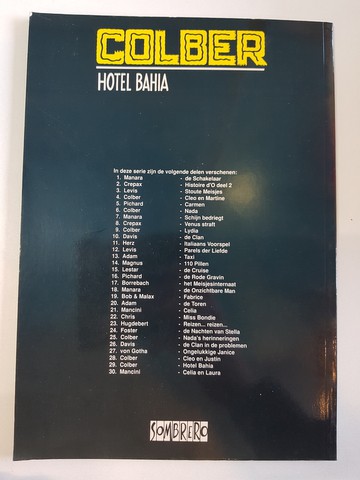 COLBER
HOTEL BAHIA
In deze serie zijn de volgende delen verschenen:
1. Manara - de Schakelaar
2. Crepax - Histoire d'O deel 2
3. Levis - Stoute Meisjes
4. Colber - Cleo en Martine
5. Pichard - Carmen
6. Colber - Nada
7. Manara - Schijn bedriegt
8. Crepax - Venus straft
9. Colber - Lydia
10. Davis - de Clan
11. Herz - Italiaans Voorspel
12. Levis - Parels der Liefde
13. Adam - Taxi
14. Magnus - 110 Pillen
15. Lestar - de Cruise
16. Pichard - de Rode Gravin
17. Borrebach - het Meisjesinternaat
18. Manara - de Onzichtbare Man
19. Bob & Malax - Fabrice
20. Adam - de Toren
21. Mancini - Celia
22. Chris - Miss Bondie
23. Hugdebert - Reizen... reizen...
24. Foster - de Nachten van Stella
25. Colber - Nada's herinneringen
26. Davis - de Clan in de problemen
27. von Gotha - Ongelukkige Janice
28. Colber - Cleo en Justin
29. Colber - Hotel Bahia
30. Mancini - Celia en Laura
SOMBRERO